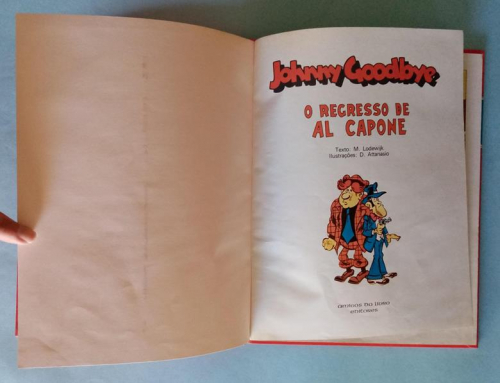 Johnny Goodbye
O REGRESSO DE
AL CAPONE
Texto: M. Lodewijk
Ilustrações: D. Attanasio